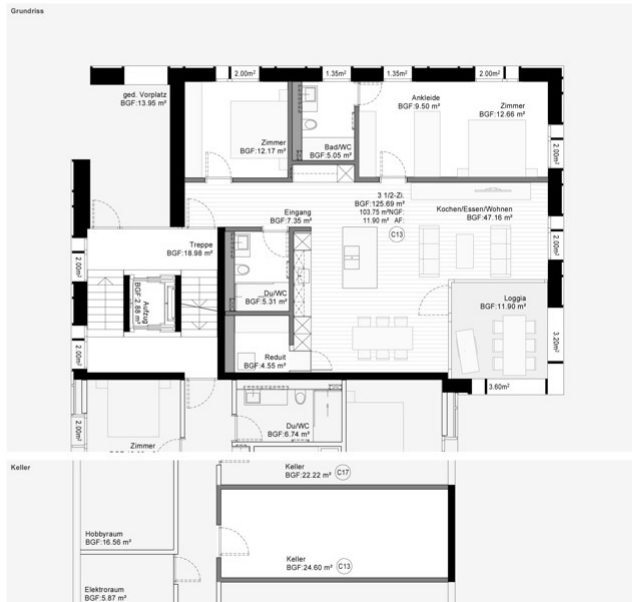 Grundriss
2.00m²
1.35m²
1.35m²
2.00m²
ged. Vorplatz
BGF:13.95 m²
Ankleide
BGF:9.50 m²
Zimmer
BGF:12.66 m²
Zimmer
BGF:12.17 m²
Bad/WC
BGF:5.05 m²
2.00m²
3 1/2-Zi.
BGF:125.69 m²
103.75 m²NGF:
11.90 m² AF:
C13
Eingang
BGF:7.35 m²
Kochen/Essen/Wohnen
BGF:47.16 m²
Treppe
BGF:18.98 m²
2.00m²
2.00m²
Aufzug
BGF:2.88 m²
Du/WC
BGF:5.31 m²
Loggia
BGF:11.90 m²
2.00m²
3.20m²
Reduit
BGF:4.55 m²
3.60m²
2.00m²
Du/WC
BGF:6.74 m²
Zimmer
Keller
Keller
BGF:22.22 m²
C17
Hobbyraum
BGF:16.56 m²
Keller
BGF:24.60 m²
C13
Elektroraum
BGF:5.87 m²